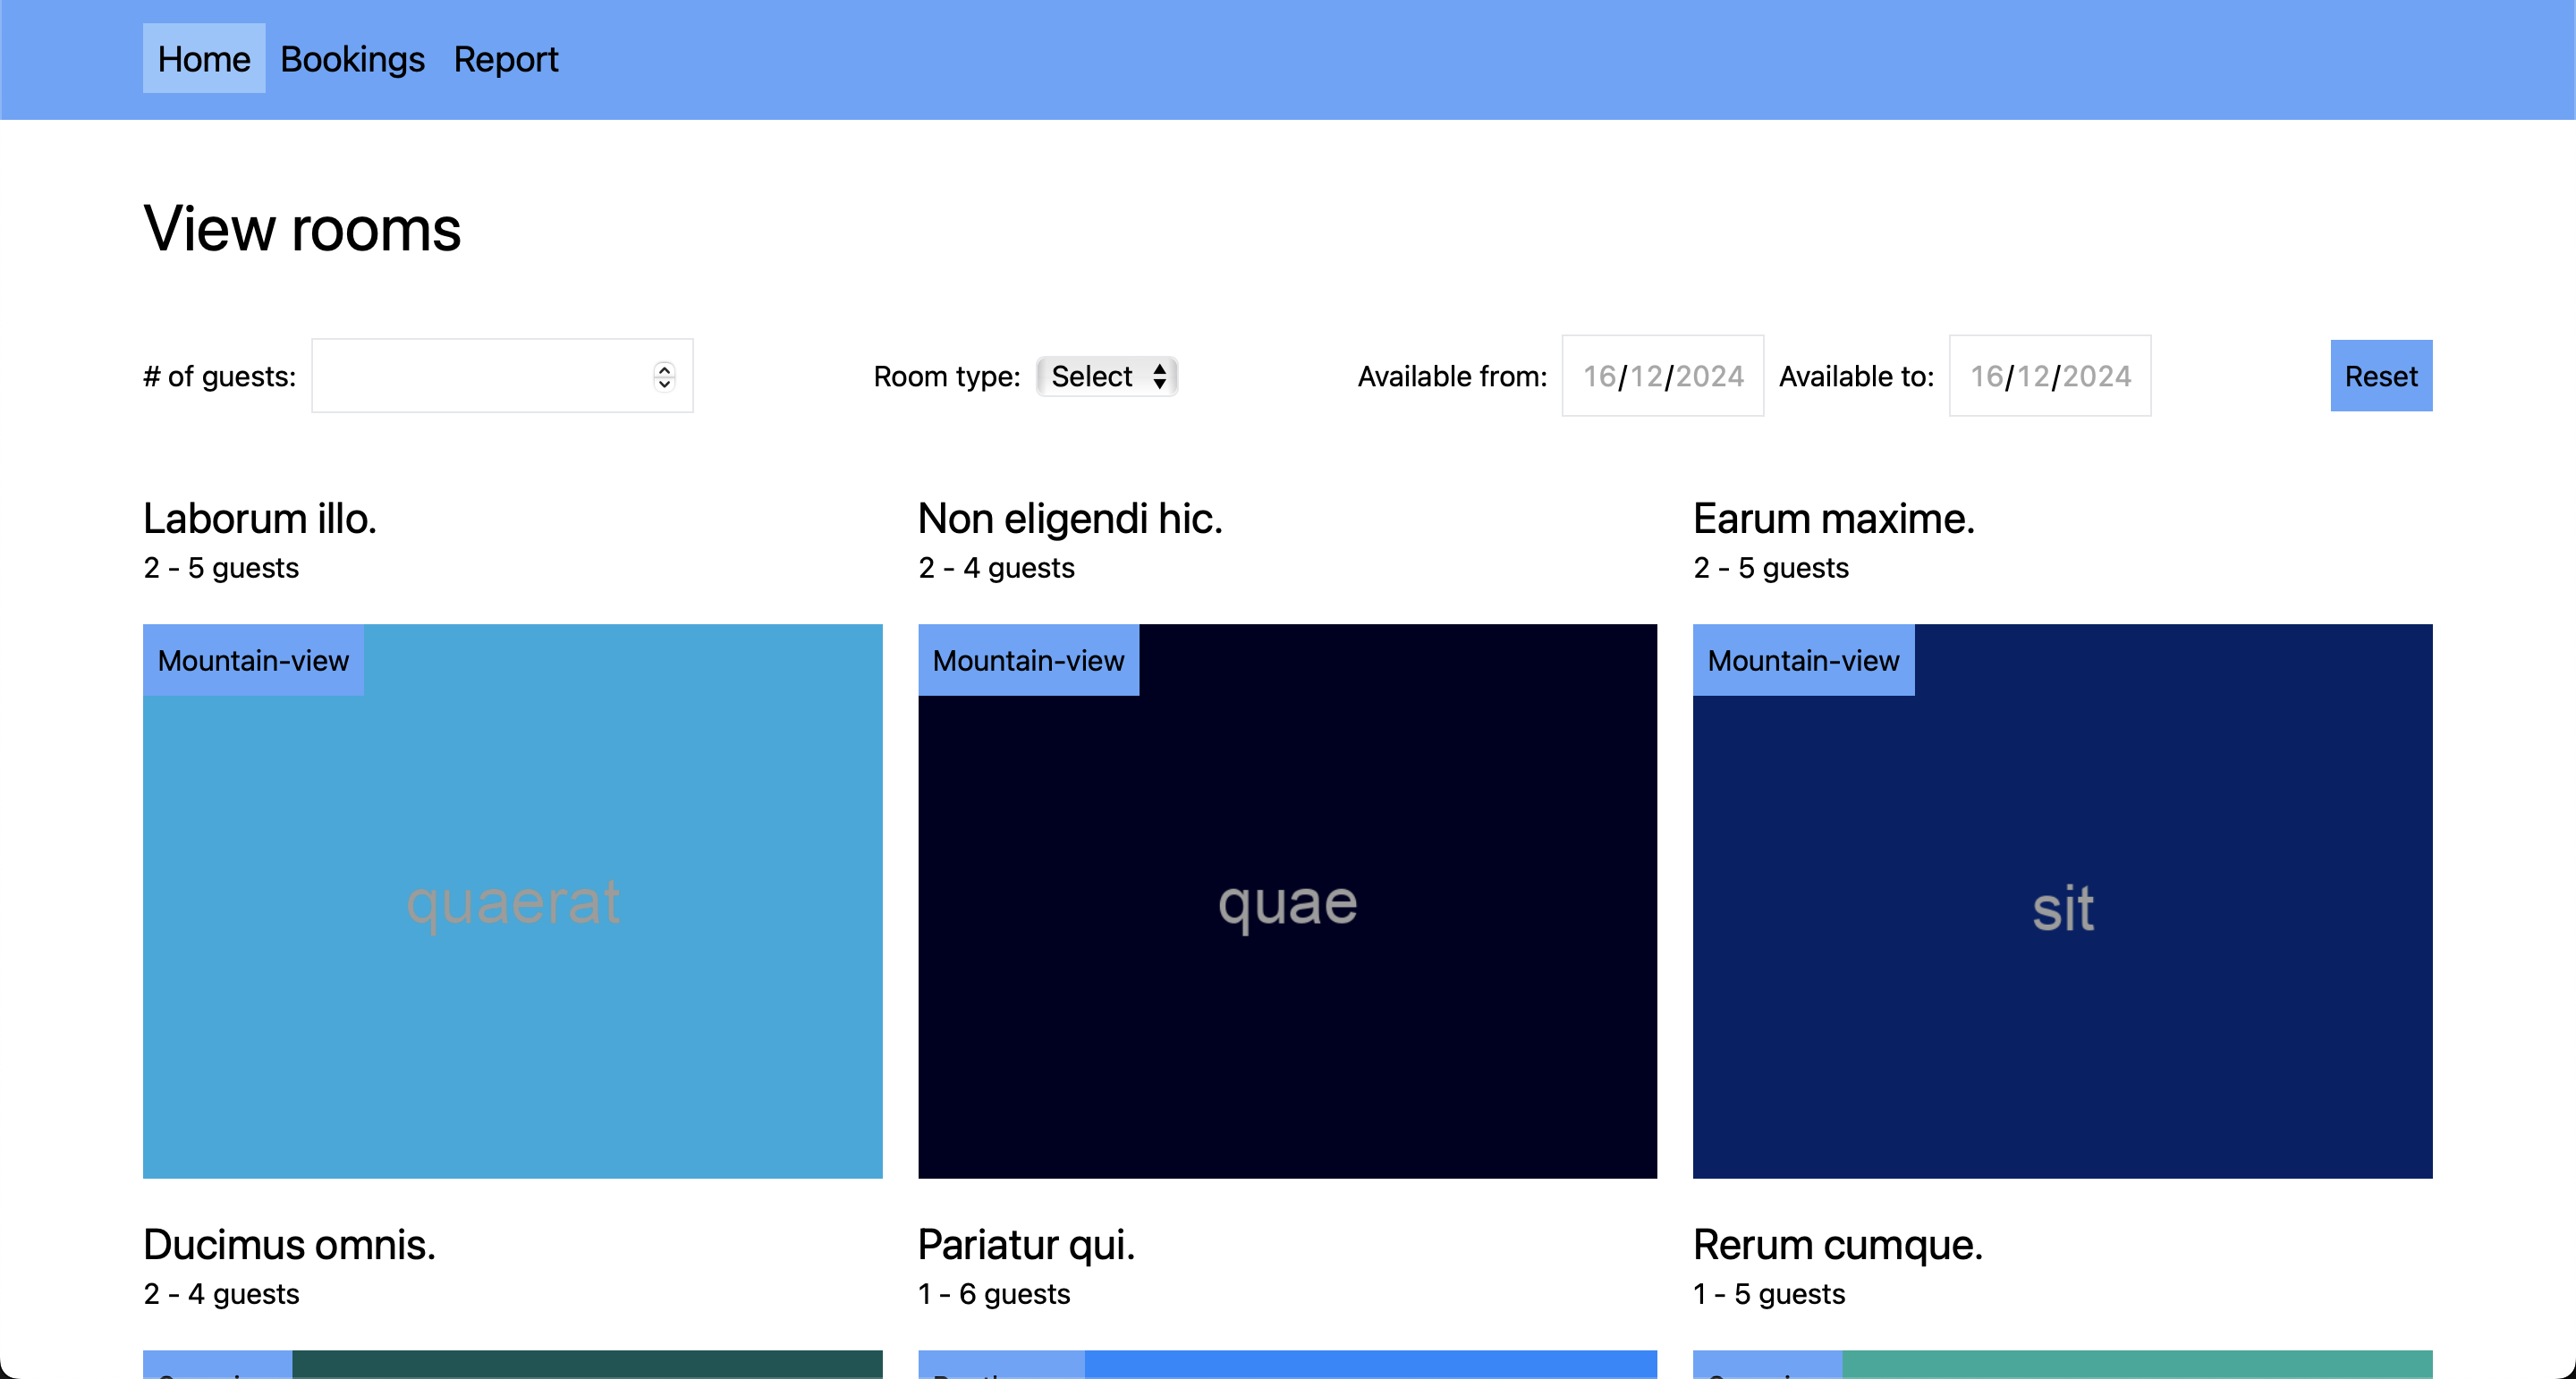 Home Bookings Report
View rooms
# of guests: Room type: Select Available from: 16/12/2024 Available to: 16/12/2024 Reset
Laborum illo.
2 - 5 guests
Mountain-view
quaerat
Non eligendi hic.
2 - 4 guests
Mountain-view
quae
Earum maxime.
2 - 5 guests
Mountain-view
sit
Ducimus omnis.
2 - 4 guests
Pariatur qui.
1 - 6 guests
Rerum cumque.
1 - 5 guests